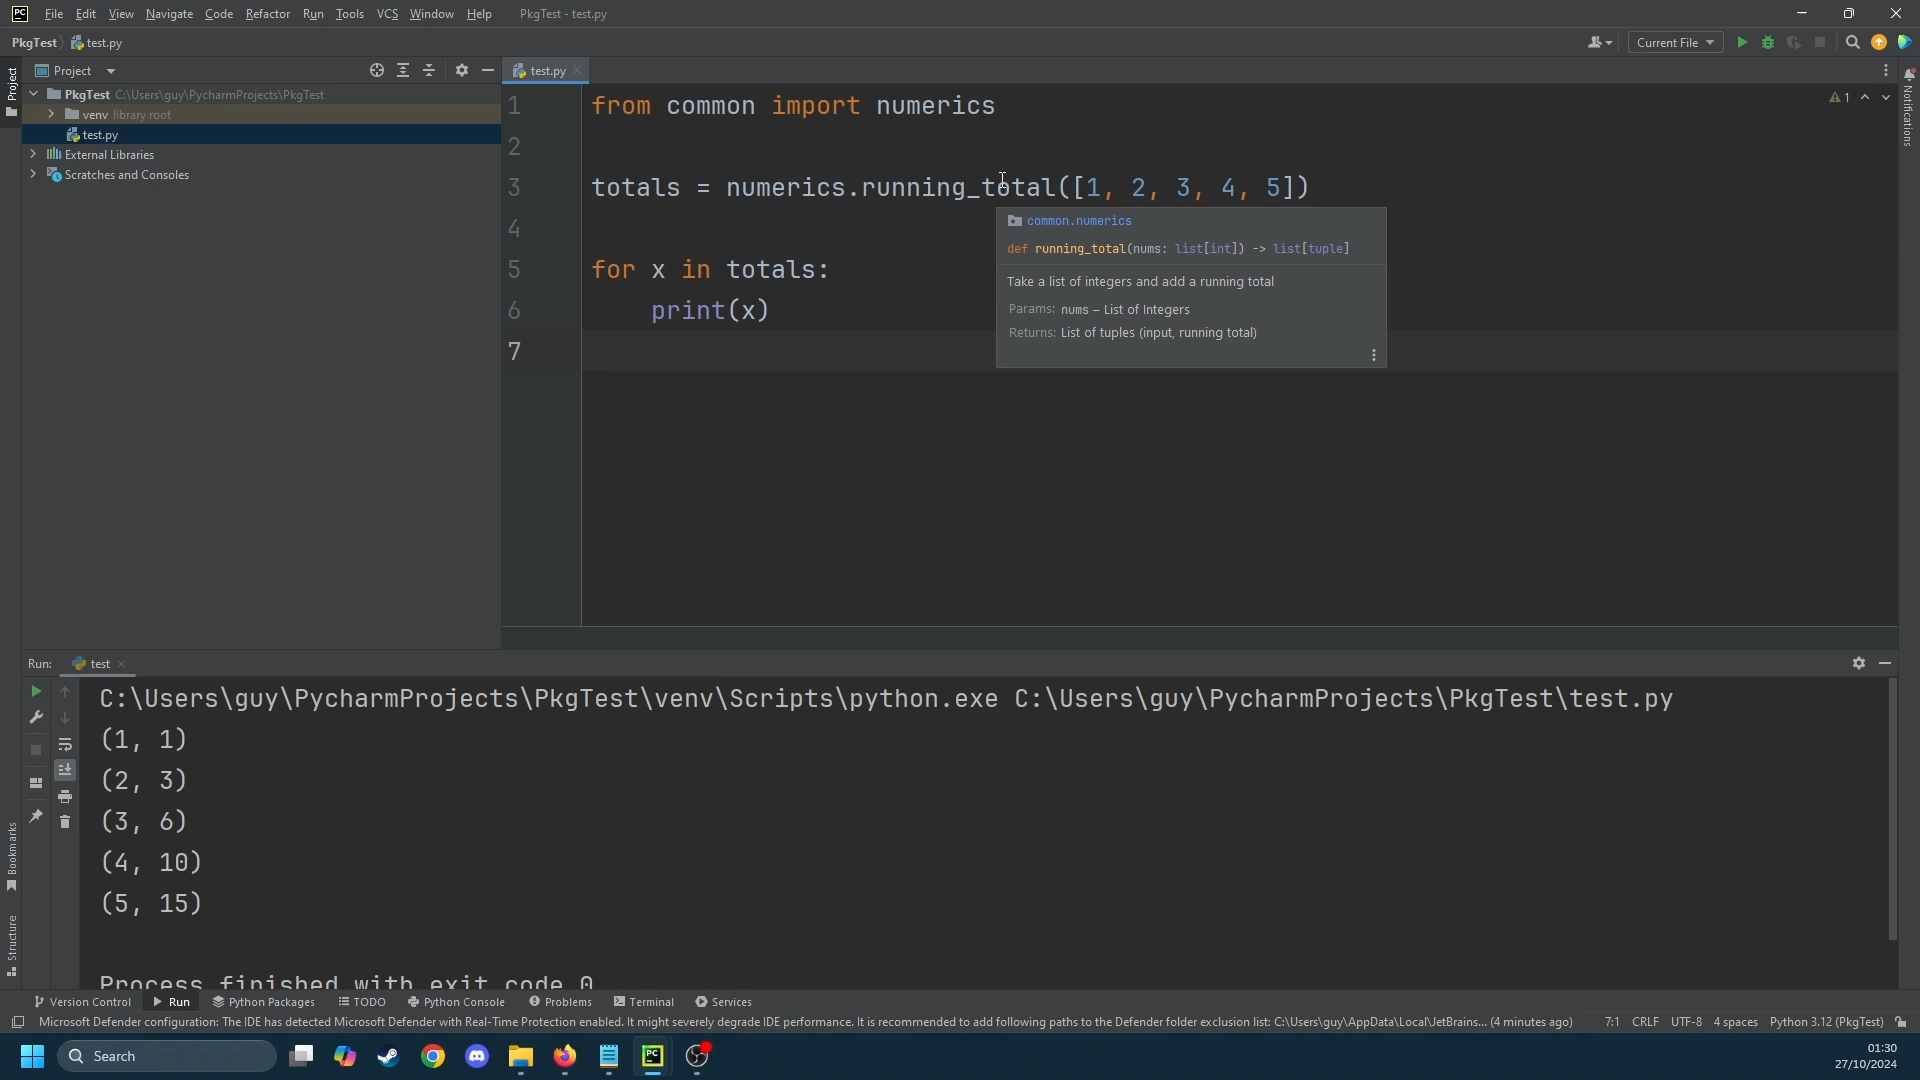 PC File Edit View Navigate Code Refactor Run Tools VCS Window Help PkgTest - test.py
PkgTest test.py Current File
Project
Project test.py
PkgTest C:\Users\guy\PycharmProjects\PkgTest
venv library root
test.py
External Libraries
Scratches and Consoles
1 from common import numerics
2
3 totals = numerics.running_total([1, 2, 3, 4, 5])
4
5 for x in totals:
6 print(x)
7
1
Notifications
common.numerics
def running_total(nums: list[int]) -> list[tuple]
Take a list of integers and add a running total
Params: nums – List of Integers
Returns: List of tuples (input, running total)
Run: test
C:\Users\guy\PycharmProjects\PkgTest\venv\Scripts\python.exe C:\Users\guy\PycharmProjects\PkgTest\test.py
(1, 1)
(2, 3)
(3, 6)
(4, 10)
(5, 15)
Process finished with exit code 0
Bookmarks
Structure
Version Control Run Python Packages TODO Python Console Problems Terminal Services
Microsoft Defender configuration: The IDE has detected Microsoft Defender with Real-Time Protection enabled. It might severely degrade IDE performance. It is recommended to add following paths to the Defender folder exclusion list: C:\Users\guy\AppData\Local\JetBrains... (4 minutes ago) 7:1 CRLF UTF-8 4 spaces Python 3.12 (PkgTest)
Search PC
01:30
27/10/2024